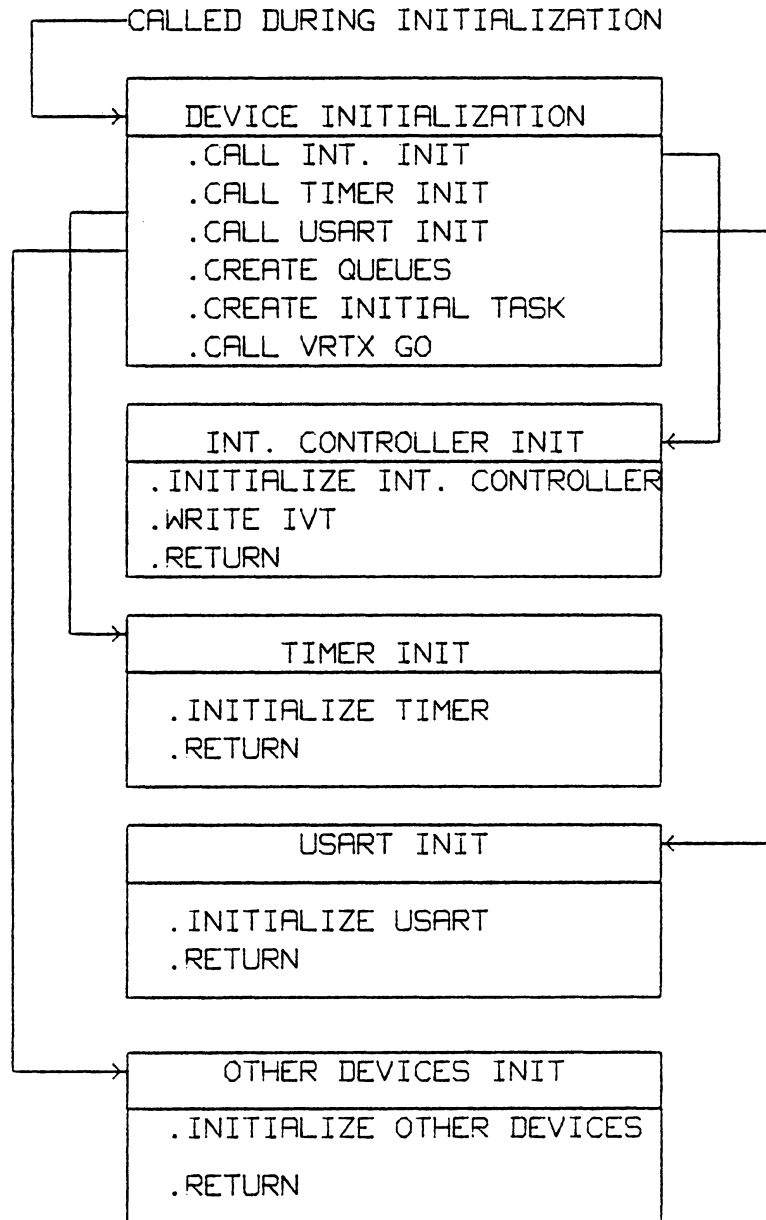 CALLED DURING INITIALIZATION
DEVICE INITIALIZATION
.CALL INT. INIT
.CALL TIMER INIT
.CALL USART INIT
.CREATE QUEUES
.CREATE INITIAL TASK
.CALL VRTX GO
INT. CONTROLLER INIT
.INITIALIZE INT. CONTROLLER
.WRITE IVT
.RETURN
TIMER INIT
.INITIALIZE TIMER
.RETURN
USART INIT
.INITIALIZE USART
.RETURN
OTHER DEVICES INIT
.INITIALIZE OTHER DEVICES
.RETURN